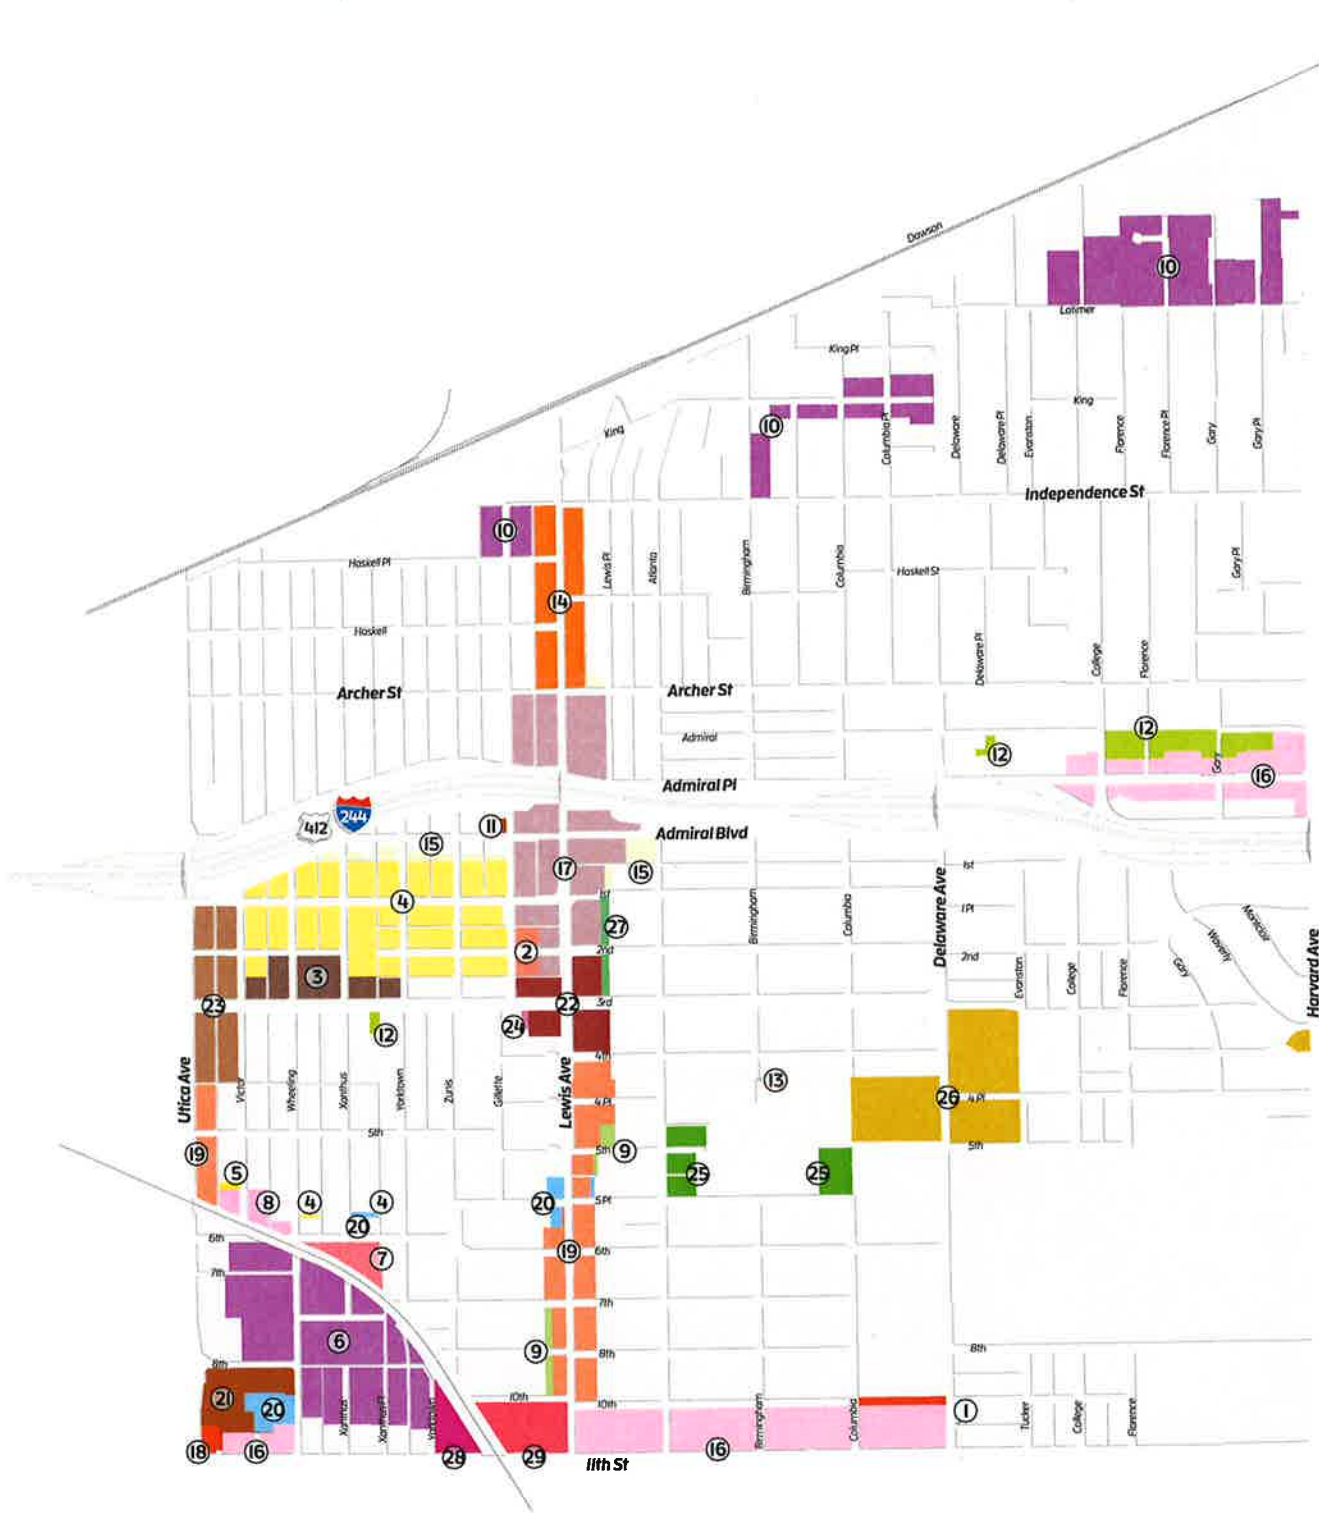 Dawson
10
Latimer
King Pl
King
King
10
Columbia Pl
Delaware
Delaware Pl
Evanston
Florence
Florence Pl
Gary
Gary Pl
Independence St
10
Haskell Pl
Lewis Pl
Atlanta
Birmingham
Columbia
Haskell St
Gary Pl
14
Haskell
Delaware Pl
College
Florence
Archer St
Archer St
Admiral
12
12
Gary
16
Admiral Pl
412
244
11
Admiral Blvd
15
17
15
1st
1st
4
Delaware Ave
27
Birmingham
Columbia
1 Pl
Montclair
2
2nd
2nd
Waverly
Gary
Harvard Ave
3
Evanston
College
Florence
23
22
3rd
12
24
4th
Utica Ave
Victor
Wheeling
Xanthus
Yorktown
Zunis
Gillette
Lewis Ave
13
4 Pl
26
4 Pl
5th
5th
5th
19
9
25
25
5
8
4
4
20
5 Pl
20
6th
7
19
6th
7th
7th
6
9
8th
8th
8th
21
20
10th
10th
Xanthus
Xanthus Pl
Yorktown
Birmingham
Columbia
1
Tucker
College
Florence
18
16
28
29
16
11th St